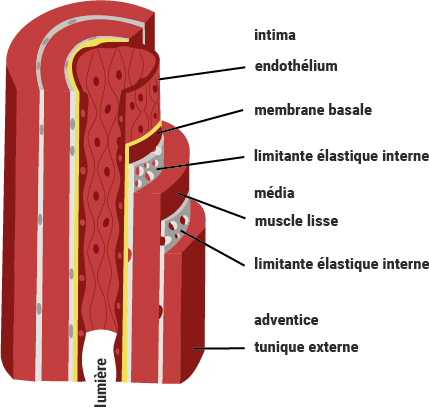 intima
endothélium
membrane basale
limitante élastique interne
média
muscle lisse
limitante élastique interne
adventice
tunique externe
lumière